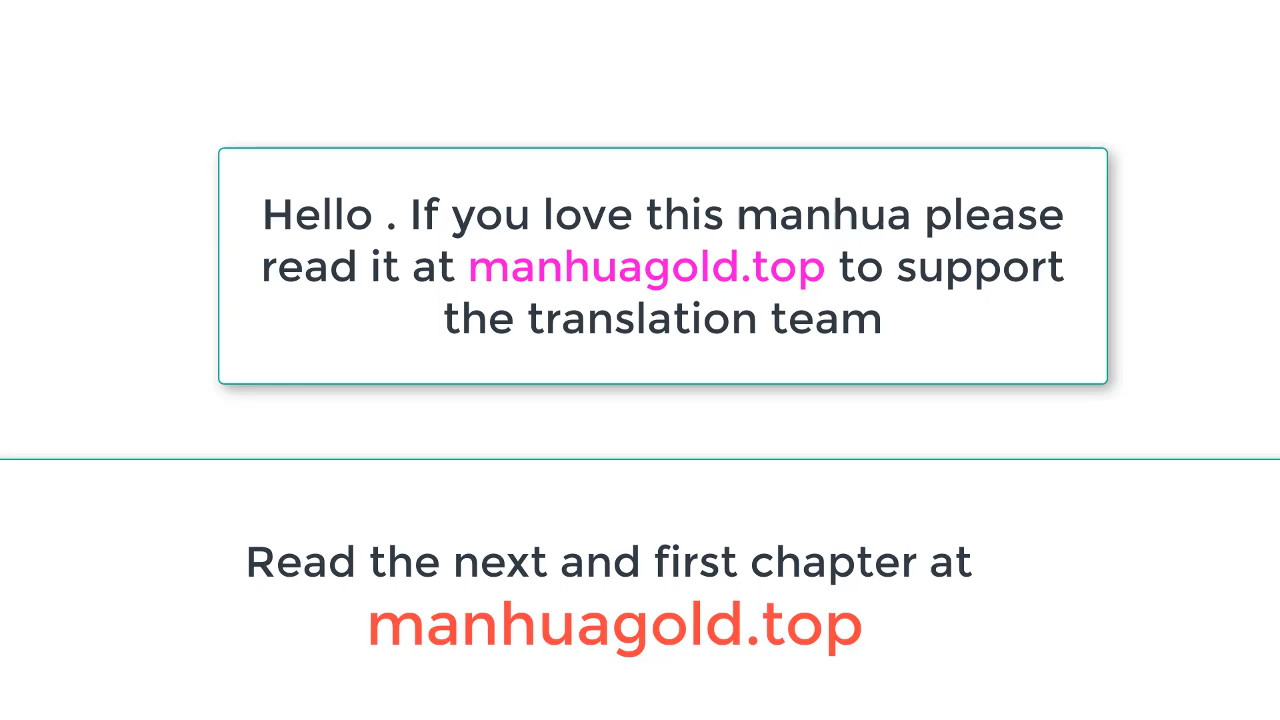 Hello . If you love this manhua please
read it at manhuagold.top to support
the translation team
Read the next and first chapter at
manhuagold.top